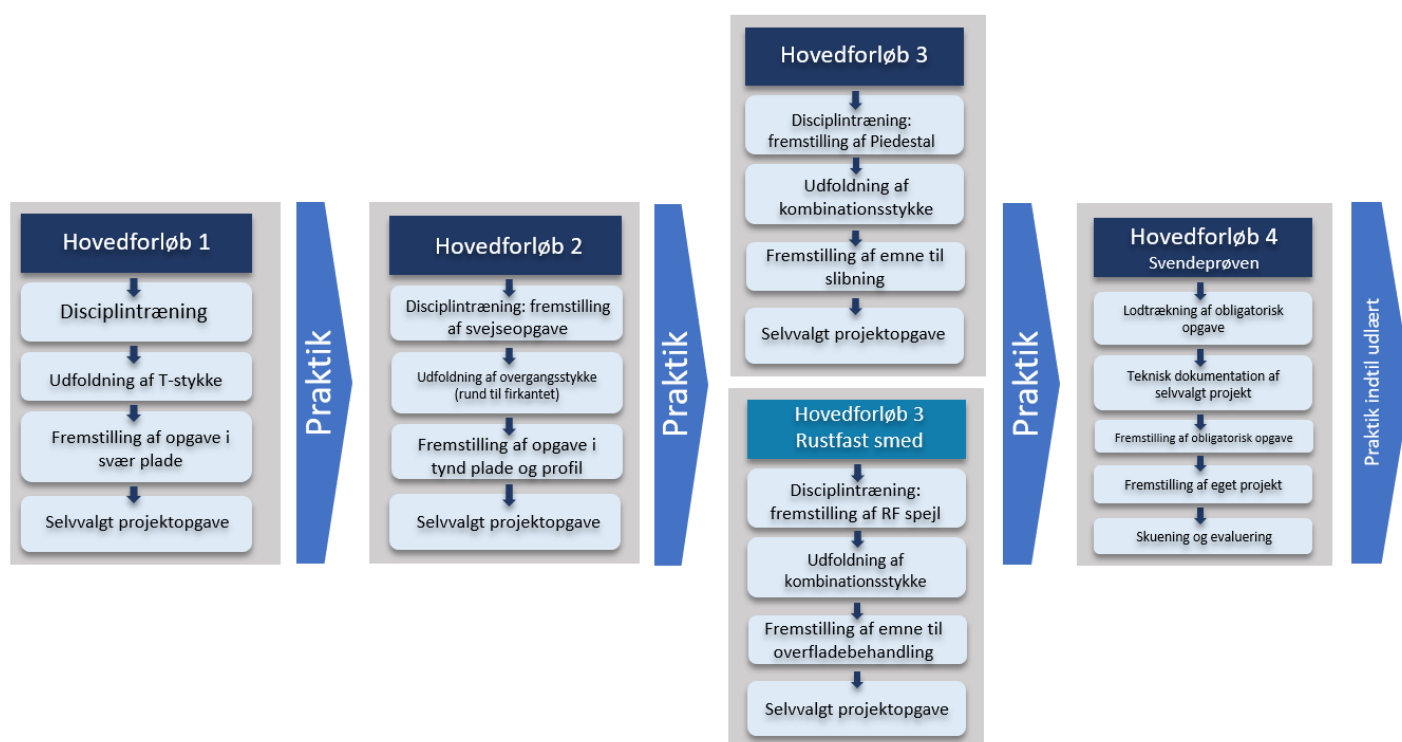 Hovedforløb 1
Disciplintræning
Udfoldning af T-stykke
Fremstilling af opgave i
svær plade
Selvvalgt projektopgave
Praktik
Hovedforløb 2
Disciplintræning: fremstilling
af svejseopgave
Udfoldning af overgangsstykke
(rund til firkantet)
Fremstilling af opgave i
tynd plade og profil
Selvvalgt projektopgave
Praktik
Hovedforløb 3
Disciplintræning:
fremstilling af Piedestal
Udfoldning af
kombinationsstykke
Fremstilling af emne til
slibning
Selvvalgt projektopgave
Hovedforløb 3
Rustfast smed
Disciplintræning:
fremstilling af RF spejl
Udfoldning af
kombinationsstykke
Fremstilling af emne til
overfladebehandling
Selvvalgt projektopgave
Praktik
Hovedforløb 4
Svendeprøven
Lodtrækning af obligatorisk
opgave
Teknisk dokumentation af
selvvalgt projekt
Fremstilling af obligatorisk opgave
Fremstilling af eget projekt
Skuening og evaluering
Praktik indtil udlært